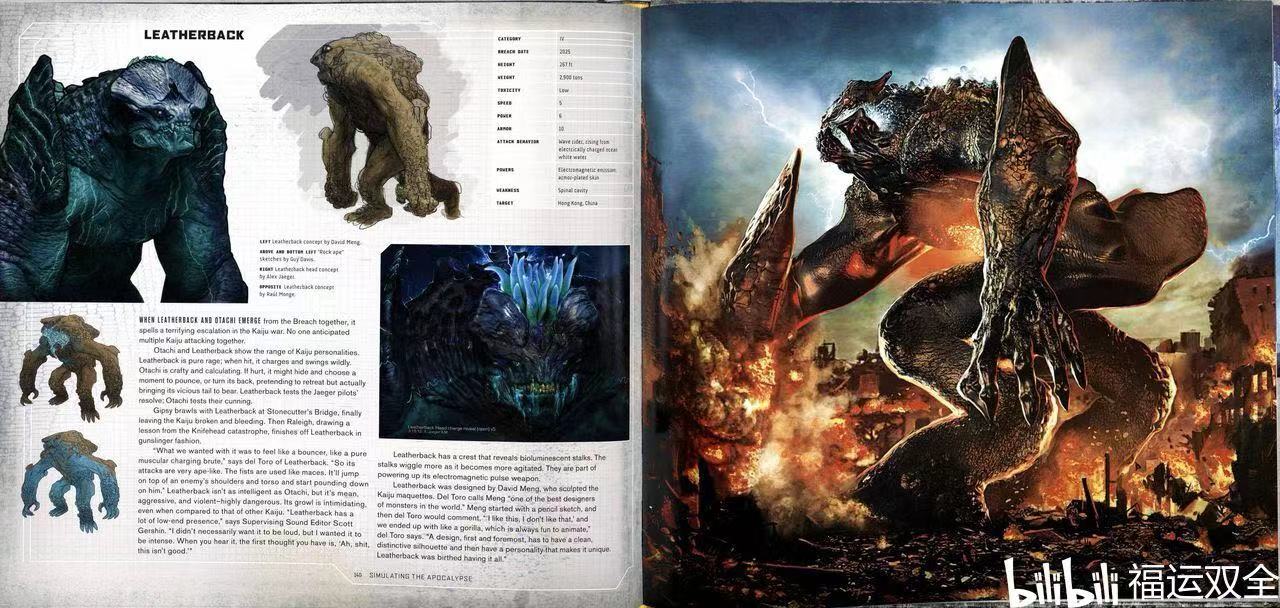 LEATHERBACK
CATEGORY IV
BREACH DATE 2025
HEIGHT 267 ft
WEIGHT 2,900 tons
TOXICITY Low
SPEED 5
POWER 6
ARMOR 10
ATTACK BEHAVIOR Wave rider, rising from
electrically charged ocean
white water
POWERS Electromagnetic emission;
armor-plated skin
WEAKNESS Spinal cavity
TARGET Hong Kong, China
LEFT Leatherback concept by David Meng.
ABOVE AND BOTTOM LEFT "Rock ape"
sketches by Guy Davis.
RIGHT Leatherback head concept
by Alex Jaeger.
OPPOSITE Leatherback concept
by Raúl Monge.
WHEN LEATHERBACK AND OTACHI EMERGE from the Breach together, it
spells a terrifying escalation in the Kaiju war. No one anticipated
multiple Kaiju attacking together.
Otachi and Leatherback show the range of Kaiju personalities.
Leatherback is pure rage; when hit, it charges and swings wildly.
Otachi is crafty and calculating. If hurt, it might hide and choose a
moment to pounce, or turn its back, pretending to retreat but actually
bringing its vicious tail to bear. Leatherback tests the Jaeger pilots'
resolve; Otachi tests their cunning.
Gipsy brawls with Leatherback at Stonecutter's Bridge, finally
leaving the Kaiju broken and bleeding. Then Raleigh, drawing a
lesson from the Knifehead catastrophe, finishes off Leatherback in
gunslinger fashion.
"What we wanted with it was to feel like a bouncer, like a pure
muscular charging brute," says del Toro of Leatherback. "So its
attacks are very ape-like. The fists are used like maces. It'll jump
on top of an enemy's shoulders and torso and start pounding down
on him." Leatherback isn't as intelligent as Otachi, but it's mean,
aggressive, and violent–highly dangerous. Its growl is intimidating,
even when compared to that of other Kaiju. "Leatherback has a
lot of low-end presence," says Supervising Sound Editor Scott
Gershin. "I didn't necessarily want it to be loud, but I wanted it to
be intense. When you hear it, the first thought you have is, 'Ah, shit,
this isn't good.'"
Leatherback has a crest that reveals bioluminescent stalks. The
stalks wiggle more as it becomes more agitated. They are part of
powering up its electromagnetic pulse weapon.
Leatherback was designed by David Meng, who sculpted the
Kaiju maquettes. Del Toro calls Meng "one of the best designers
of monsters in the world." Meng started with a pencil sketch, and
then del Toro would comment, "'I like this, I don't like that,' and
we ended up with like a gorilla, which is always fun to animate,"
del Toro says. "A design, first and foremost, has to have a clean,
distinctive silhouette and then have a personality that makes it unique.
Leatherback was birthed having it all."
140 SIMULATING THE APOCALYPSE
bilibili 福运双全